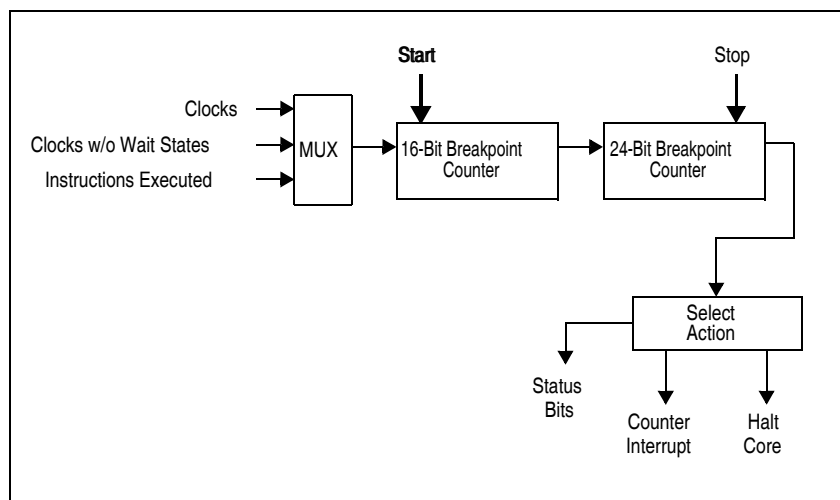 Start
Stop
Clocks
Clocks w/o Wait States
Instructions Executed
MUX
16-Bit Breakpoint
Counter
24-Bit Breakpoint
Counter
Select
Action
Status
Bits
Counter
Interrupt
Halt
Core